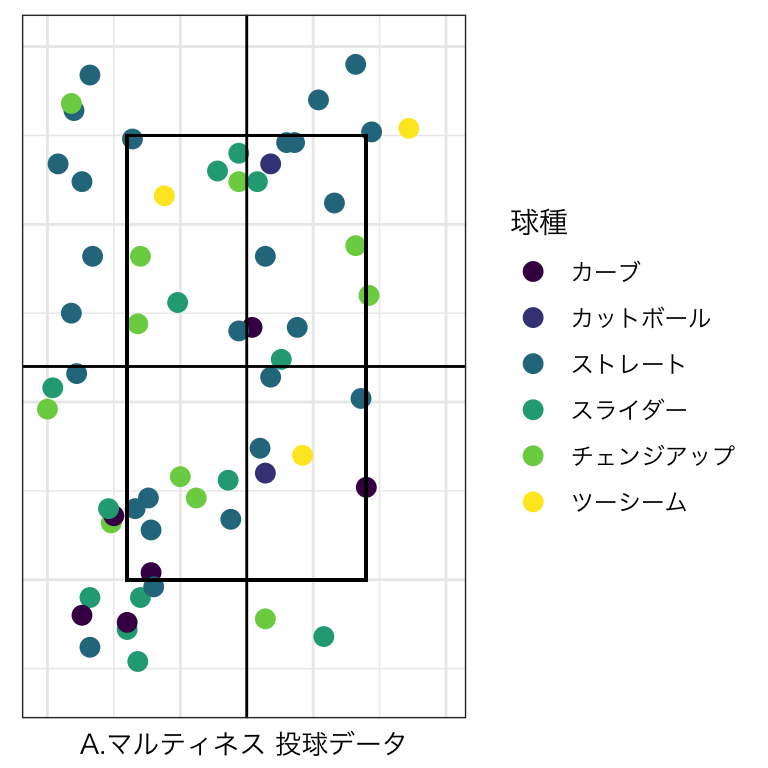 球種
カーブ
カットボール
ストレート
スライダー
チェンジアップ
ツーシーム
A.マルティネス 投球データ